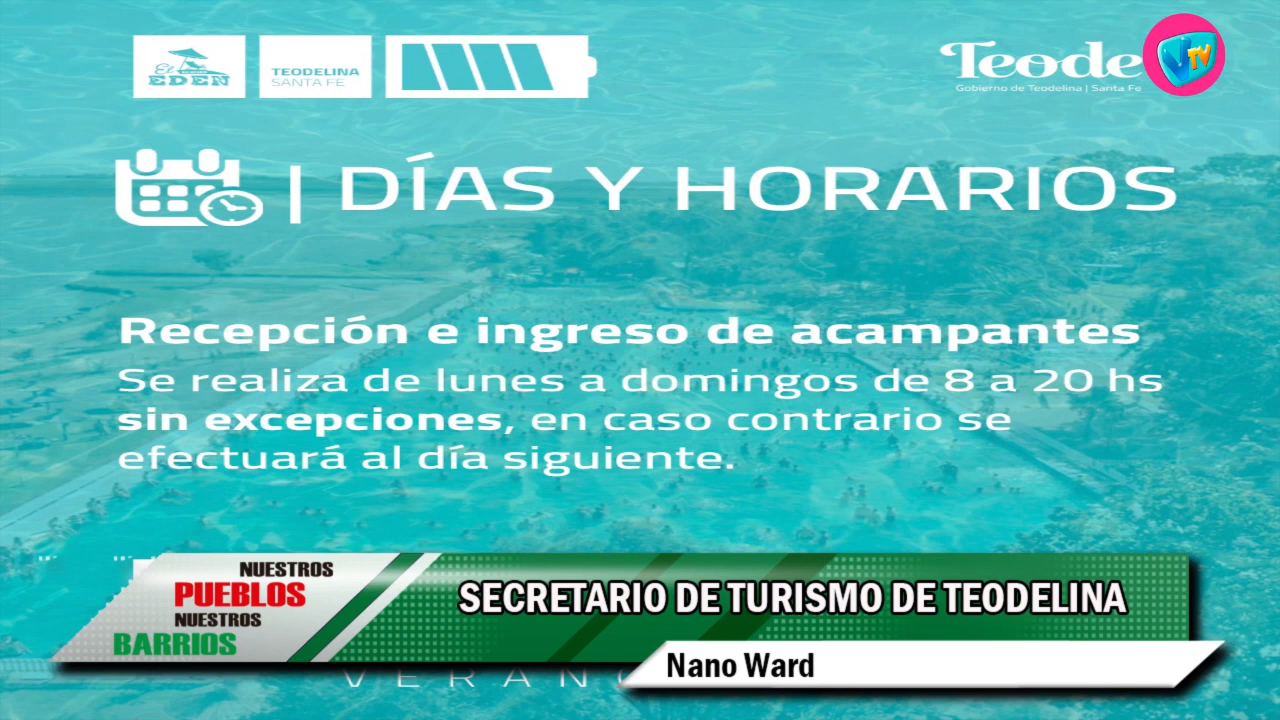 El
EDEN
TEODELINA
SANTA FE
Teode
Gobierno de Teodelina | Santa Fe
TV
| DÍAS Y HORARIOS
Recepción e ingreso de acampantes
Se realiza de lunes a domingos de 8 a 20 hs
sin excepciones, en caso contrario se
efectuará al día siguiente.
NUESTROS
PUEBLOS
NUESTROS
BARRIOS
SECRETARIO DE TURISMO DE TEODELINA
Nano Ward
VERANO